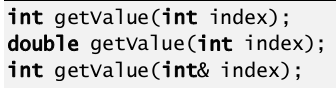 int getValue(int index);
double getValue(int index);
int getValue(int& index);